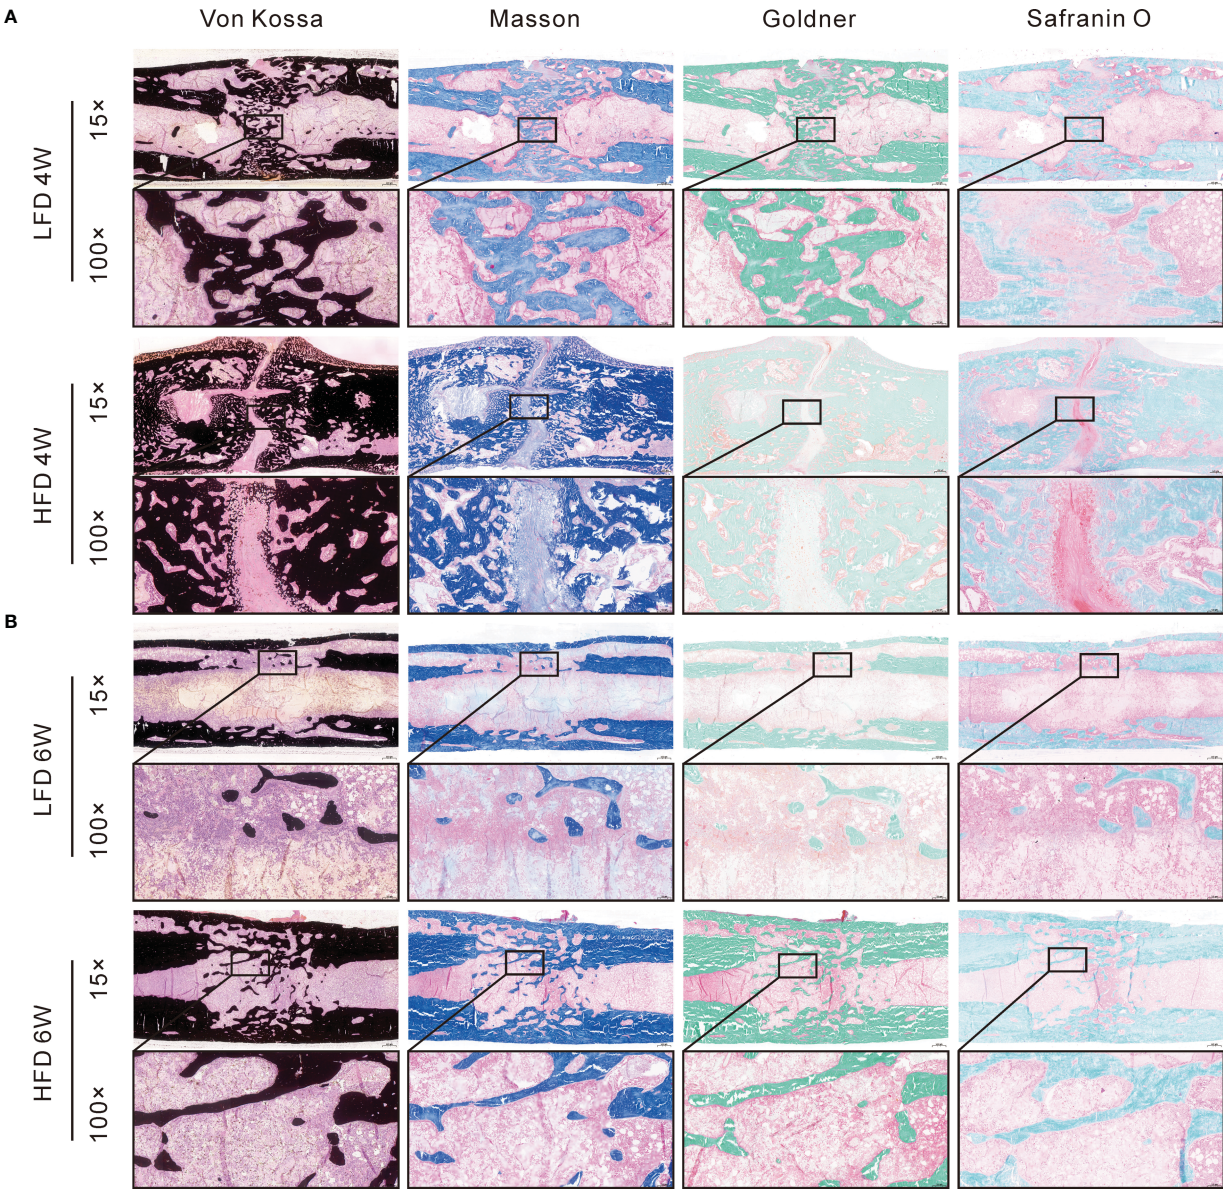 A
Von Kossa
Masson
Goldner
Safranin O
LFD 4W
15×
100×
HFD 4W
15×
100×
B
LFD 6W
15×
100×
HFD 6W
15×
100×